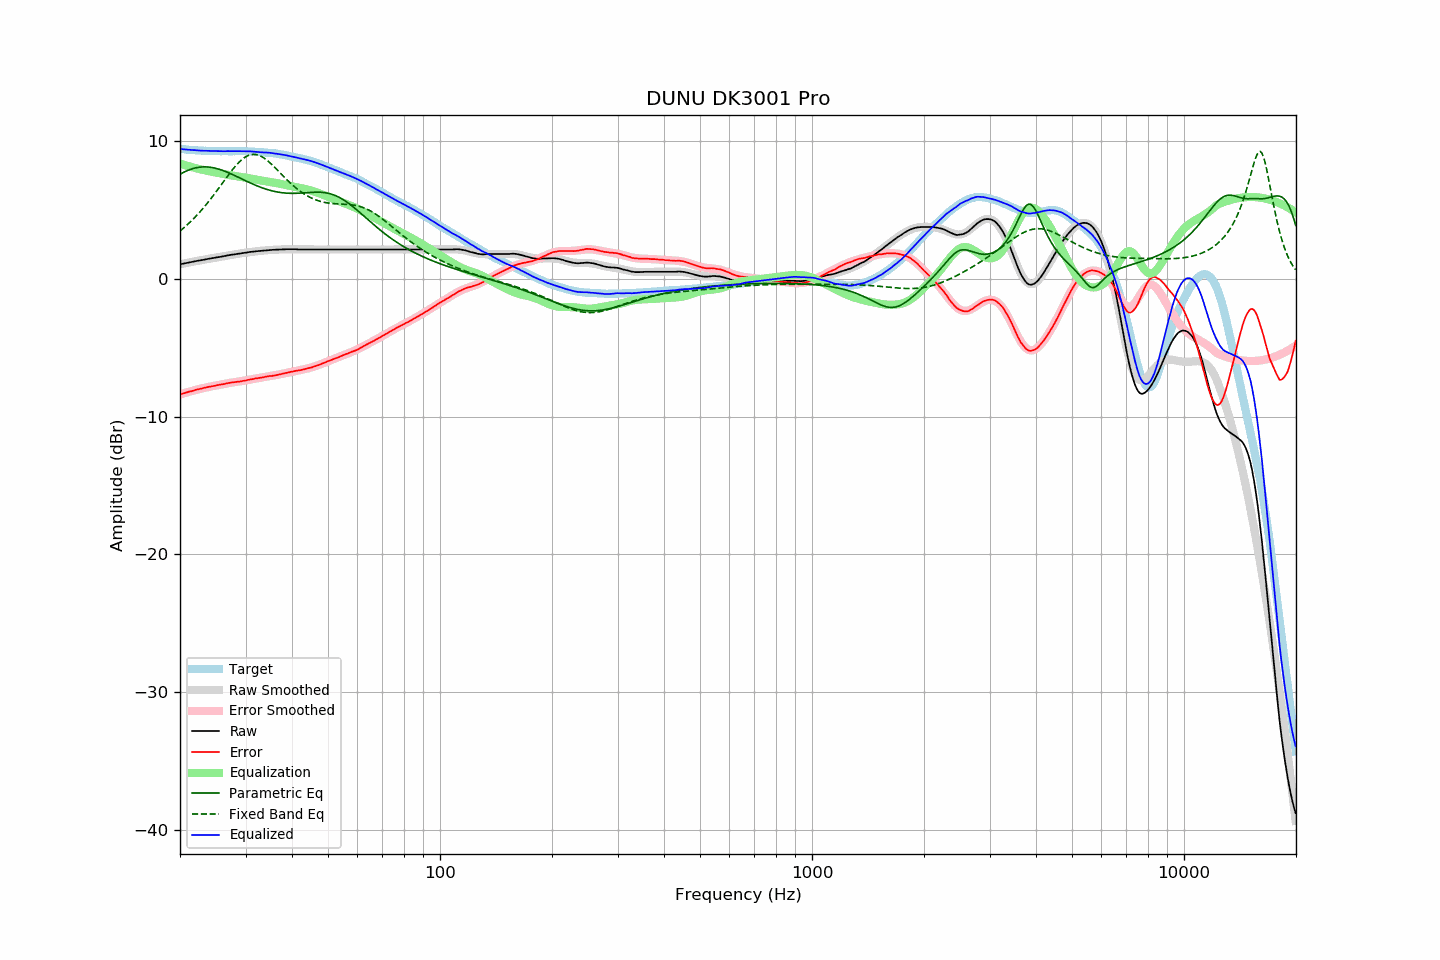 DUNU DK3001 Pro
10
0
−10
−20
−30
−40
Amplitude (dBr)
Target
Raw Smoothed
Error Smoothed
Raw
Error
Equalization
Parametric Eq
Fixed Band Eq
Equalized
100
1000
10000
Frequency (Hz)